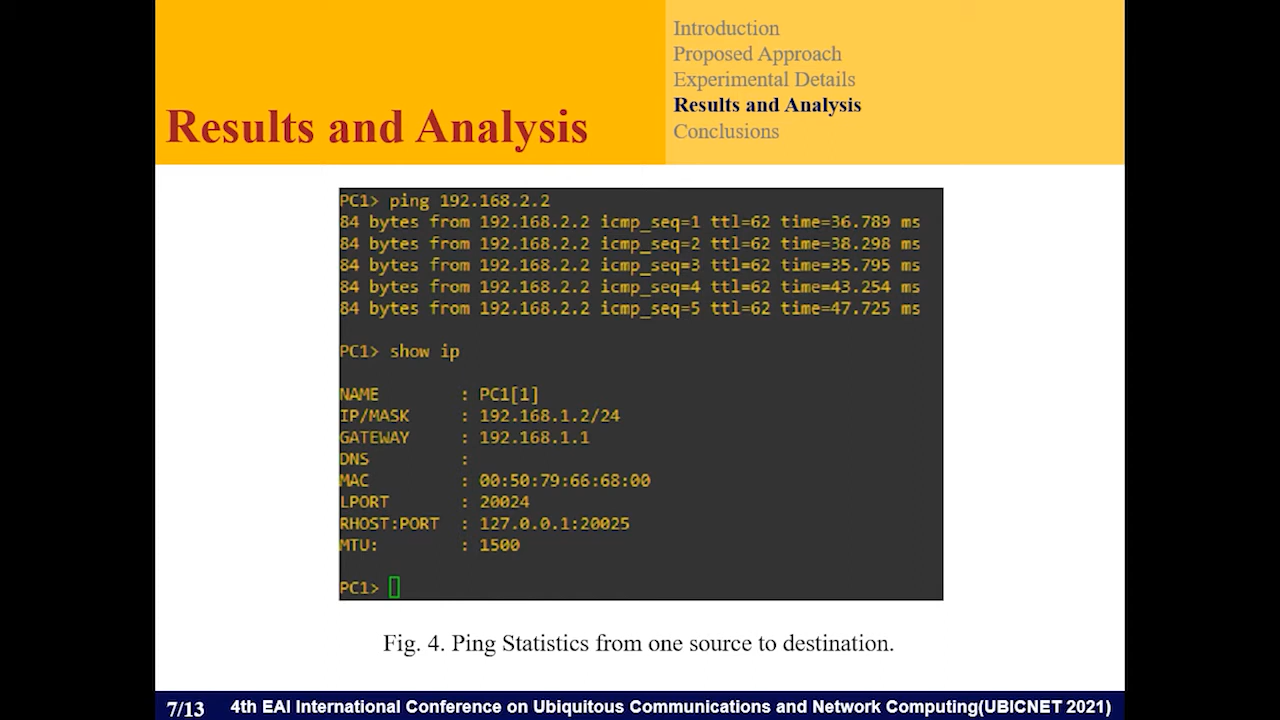 Introduction
Proposed Approach
Experimental Details
Results and Analysis
Conclusions
Results and Analysis
PC1> ping 192.168.2.2
84 bytes from 192.168.2.2 icmp_seq=1 ttl=62 time=36.789 ms
84 bytes from 192.168.2.2 icmp_seq=2 ttl=62 time=38.298 ms
84 bytes from 192.168.2.2 icmp_seq=3 ttl=62 time=35.795 ms
84 bytes from 192.168.2.2 icmp_seq=4 ttl=62 time=43.254 ms
84 bytes from 192.168.2.2 icmp_seq=5 ttl=62 time=47.725 ms
PC1> show ip
NAME : PC1[1]
IP/MASK : 192.168.1.2/24
GATEWAY : 192.168.1.1
DNS :
MAC : 00:50:79:66:68:00
LPORT : 20024
RHOST:PORT : 127.0.0.1:20025
MTU: : 1500
PC1>
Fig. 4. Ping Statistics from one source to destination.
7/13 4th EAI International Conference on Ubiquitous Communications and Network Computing(UBICNET 2021)